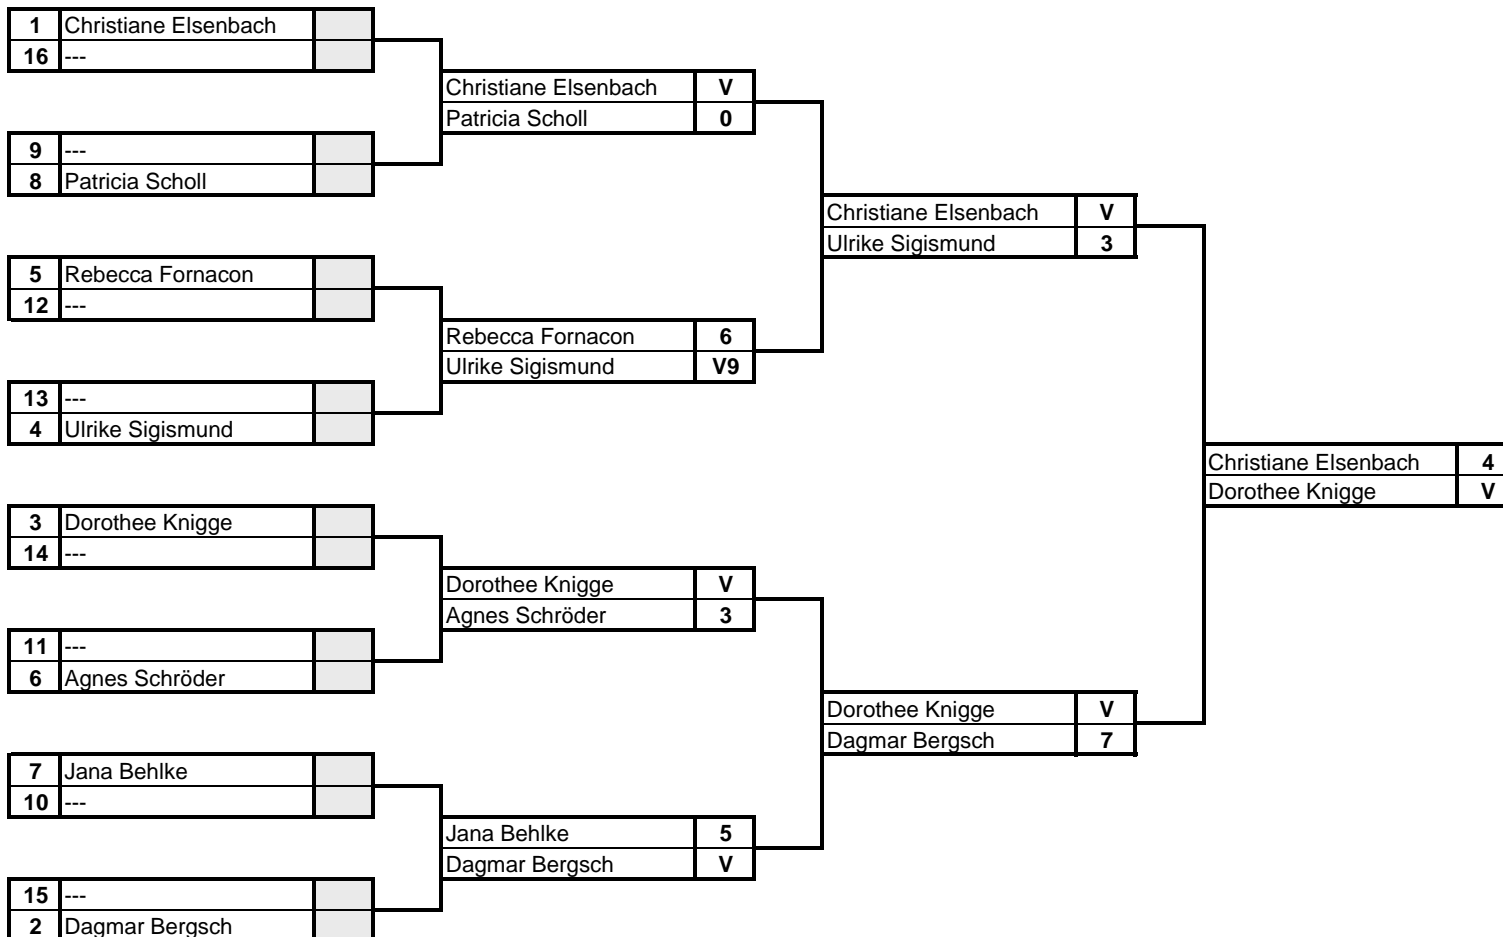 1 Christiane Elsenbach
16 ---
Christiane Elsenbach V
Patricia Scholl 0
9 ---
8 Patricia Scholl
Christiane Elsenbach V
Ulrike Sigismund 3
5 Rebecca Fornacon
12 ---
Rebecca Fornacon 6
Ulrike Sigismund V9
13 ---
4 Ulrike Sigismund
Christiane Elsenbach 4
Dorothee Knigge V
3 Dorothee Knigge
14 ---
Dorothee Knigge V
Agnes Schröder 3
11 ---
6 Agnes Schröder
Dorothee Knigge V
Dagmar Bergsch 7
7 Jana Behlke
10 ---
Jana Behlke 5
Dagmar Bergsch V
15 ---
2 Dagmar Bergsch